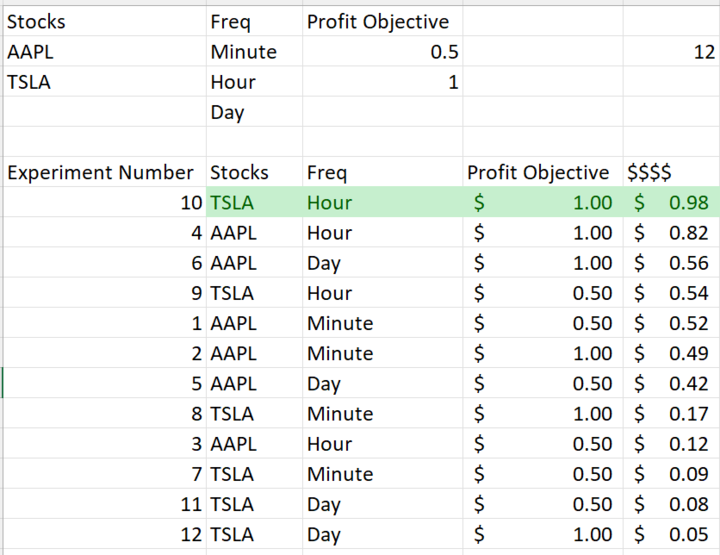 Stocks Freq Profit Objective
AAPL Minute 0.5 12
TSLA Hour 1
Day
Experiment Number Stocks Freq Profit Objective $$$$
10 TSLA Hour $ 1.00 $ 0.98
4 AAPL Hour $ 1.00 $ 0.82
6 AAPL Day $ 1.00 $ 0.56
9 TSLA Hour $ 0.50 $ 0.54
1 AAPL Minute $ 0.50 $ 0.52
2 AAPL Minute $ 1.00 $ 0.49
5 AAPL Day $ 0.50 $ 0.42
8 TSLA Minute $ 1.00 $ 0.17
3 AAPL Hour $ 0.50 $ 0.12
7 TSLA Minute $ 0.50 $ 0.09
11 TSLA Day $ 0.50 $ 0.08
12 TSLA Day $ 1.00 $ 0.05